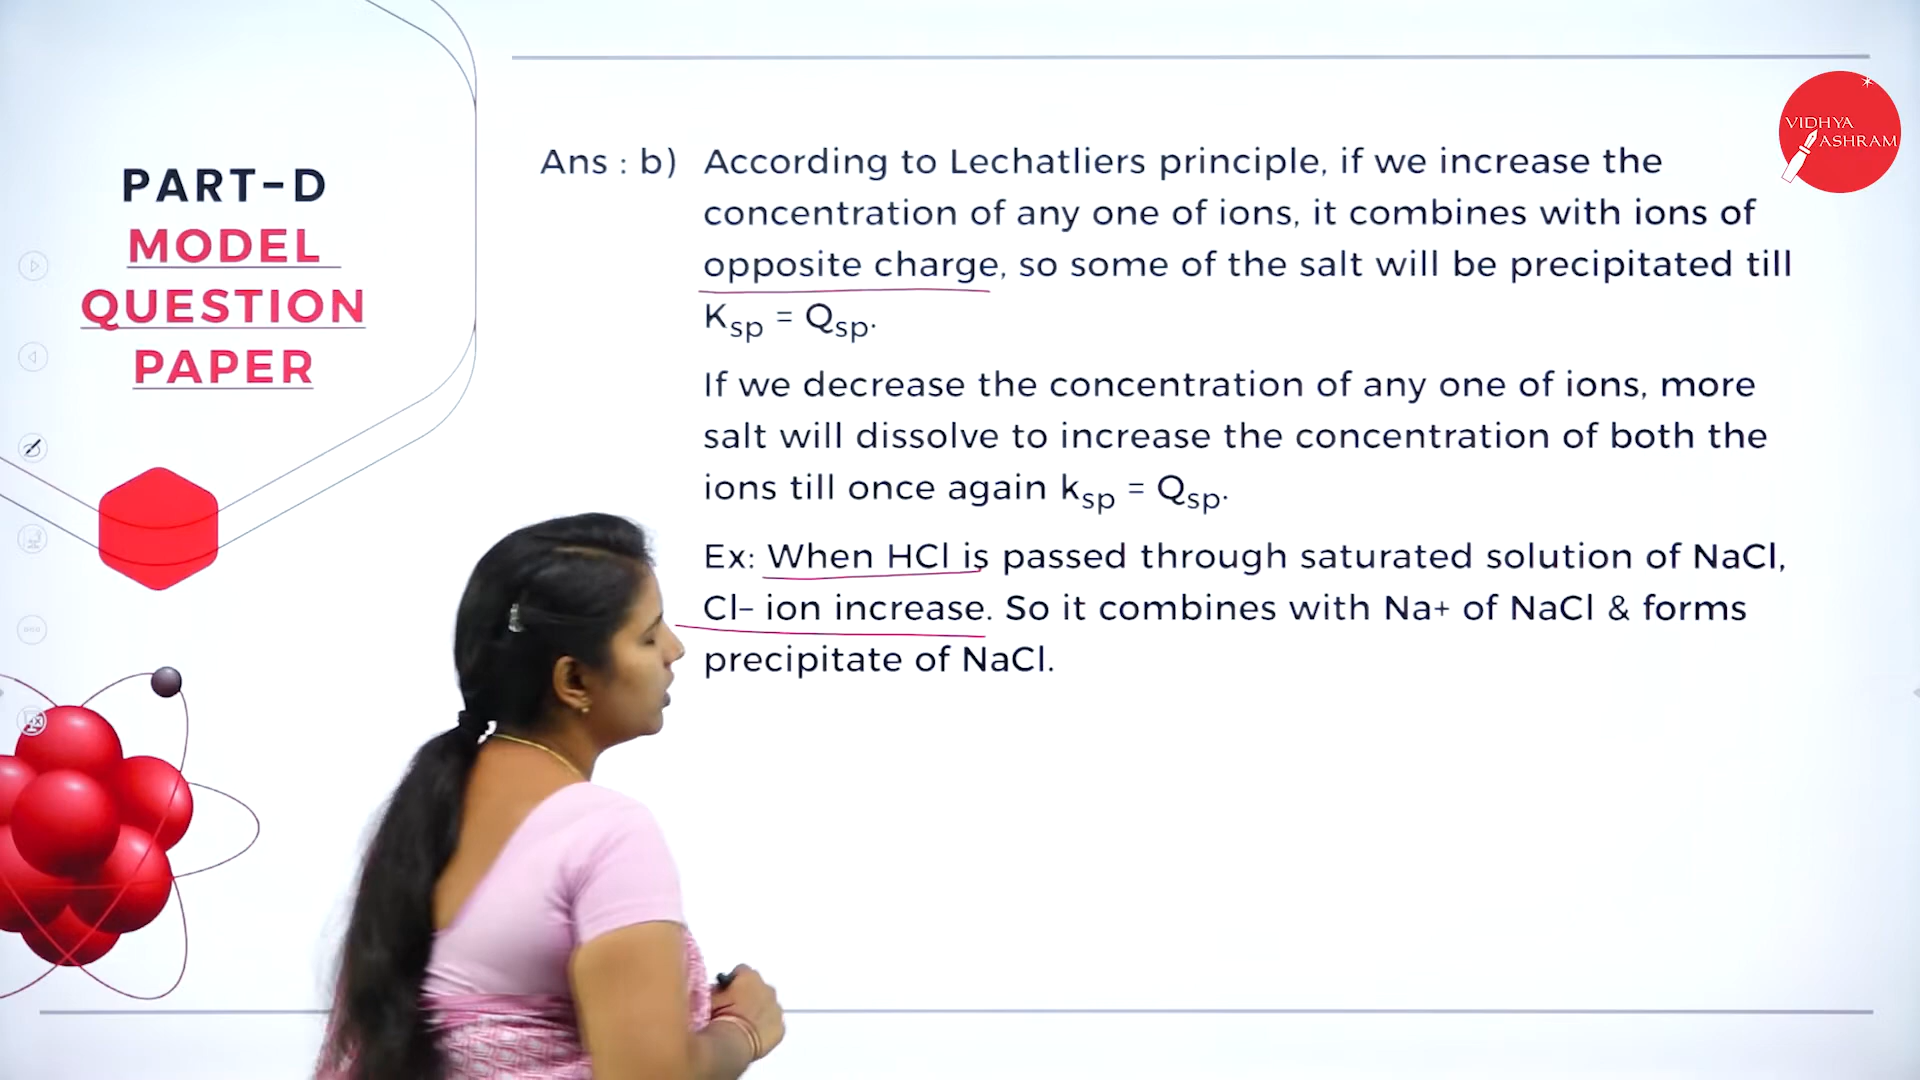 PART-D
MODEL
QUESTION
PAPER
VIDHYA
ASHRAM
Ans : b) According to Lechatliers principle, if we increase the
concentration of any one of ions, it combines with ions of
opposite charge, so some of the salt will be precipitated till
Ksp = Qsp.
If we decrease the concentration of any one of ions, more
salt will dissolve to increase the concentration of both the
ions till once again ksp = Qsp.
Ex: When HCl is passed through saturated solution of NaCl,
Cl– ion increase. So it combines with Na+ of NaCl & forms
precipitate of NaCl.